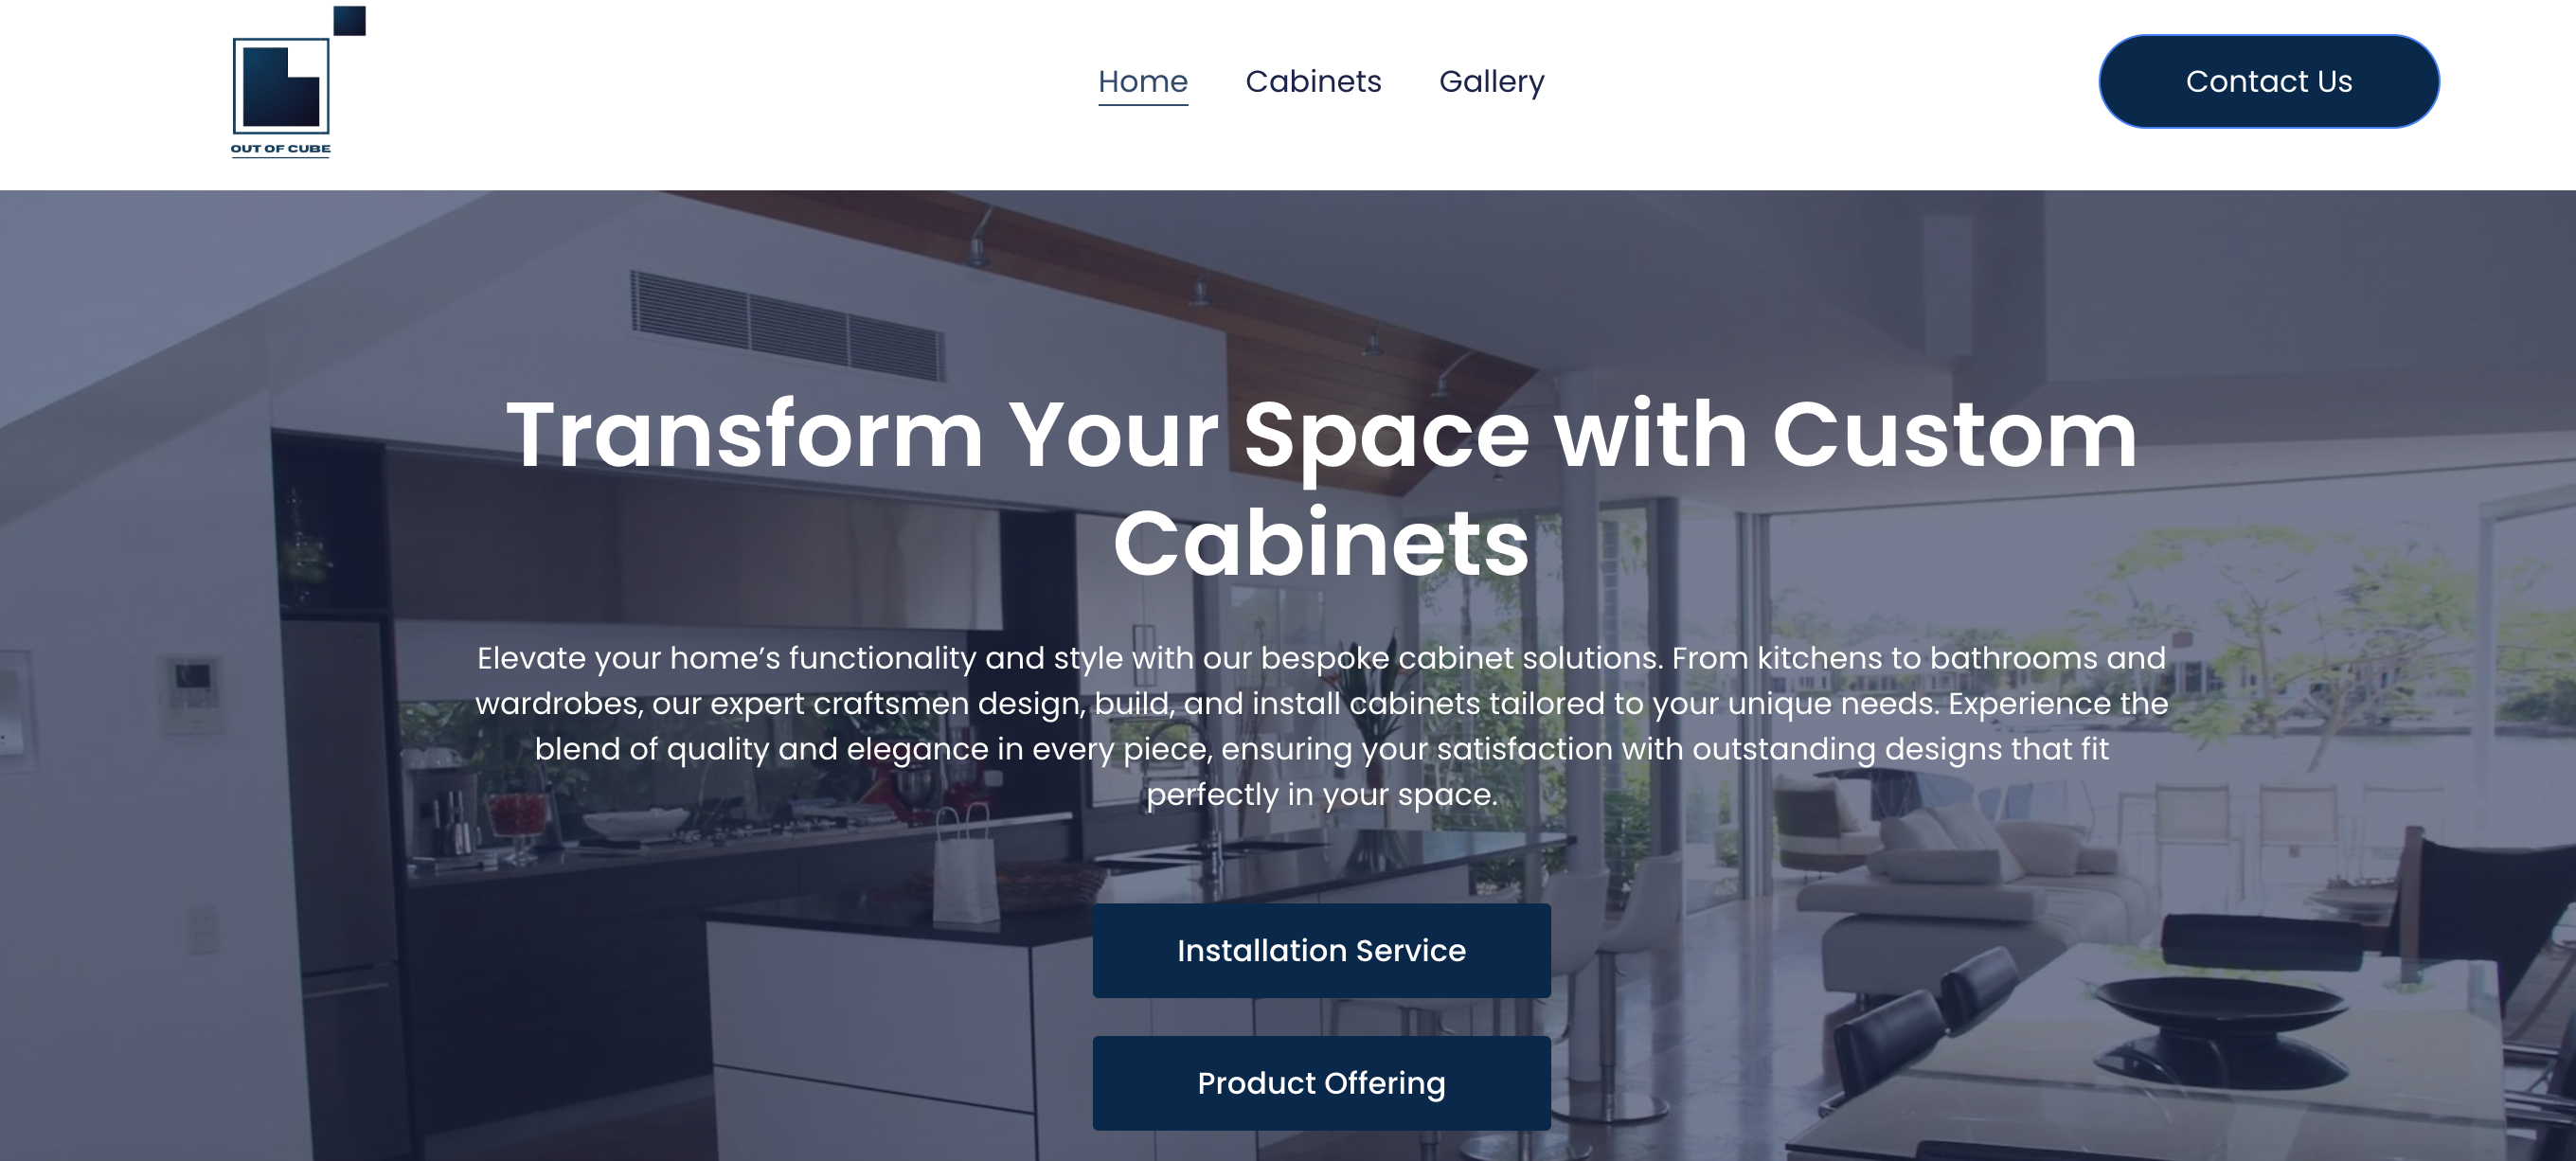 OUT OF CUBE
Home
Cabinets
Gallery
Contact Us
Transform Your Space with Custom
Cabinets
Elevate your home’s functionality and style with our bespoke cabinet solutions. From kitchens to bathrooms and
wardrobes, our expert craftsmen design, build, and install cabinets tailored to your unique needs. Experience the
blend of quality and elegance in every piece, ensuring your satisfaction with outstanding designs that fit
perfectly in your space.
Installation Service
Product Offering